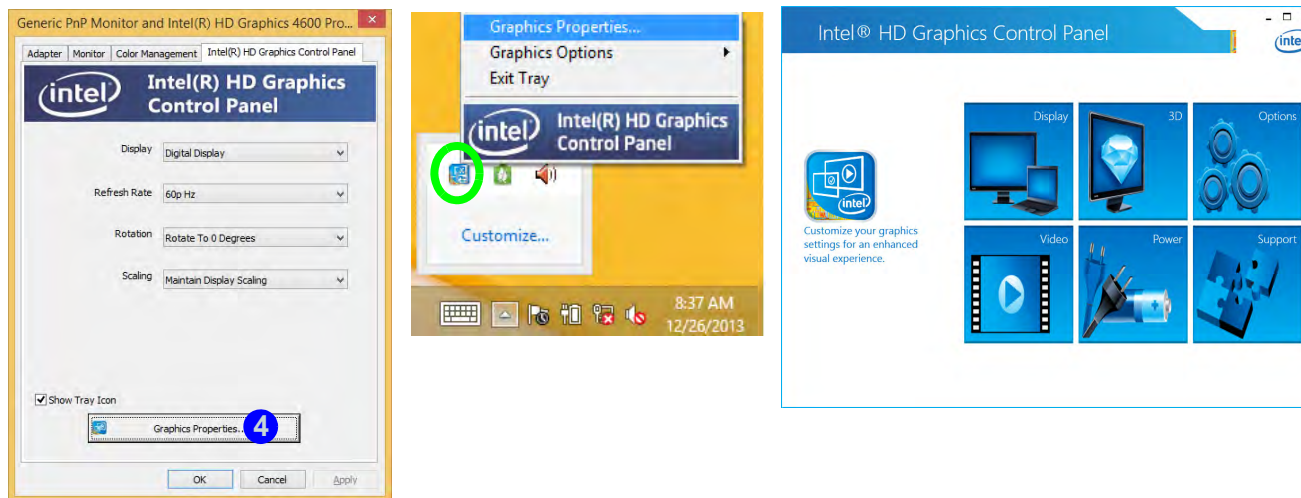 Generic PnP Monitor and Intel(R) HD Graphics 4600 Pro...
Adapter Monitor Color Management Intel(R) HD Graphics Control Panel
intel
Intel(R) HD Graphics
Control Panel
Display Digital Display
Refresh Rate 60p Hz
Rotation Rotate To 0 Degrees
Scaling Maintain Display Scaling
Show Tray Icon
Graphics Properties... 4
OK Cancel Apply
Graphics Properties...
Graphics Options
Exit Tray
intel
Intel(R) HD Graphics
Control Panel
Customize...
8:37 AM
12/26/2013
Intel® HD Graphics Control Panel
inte
Display 3D Options
intel
Customize your graphics
settings for an enhanced
visual experience.
Video Power Support